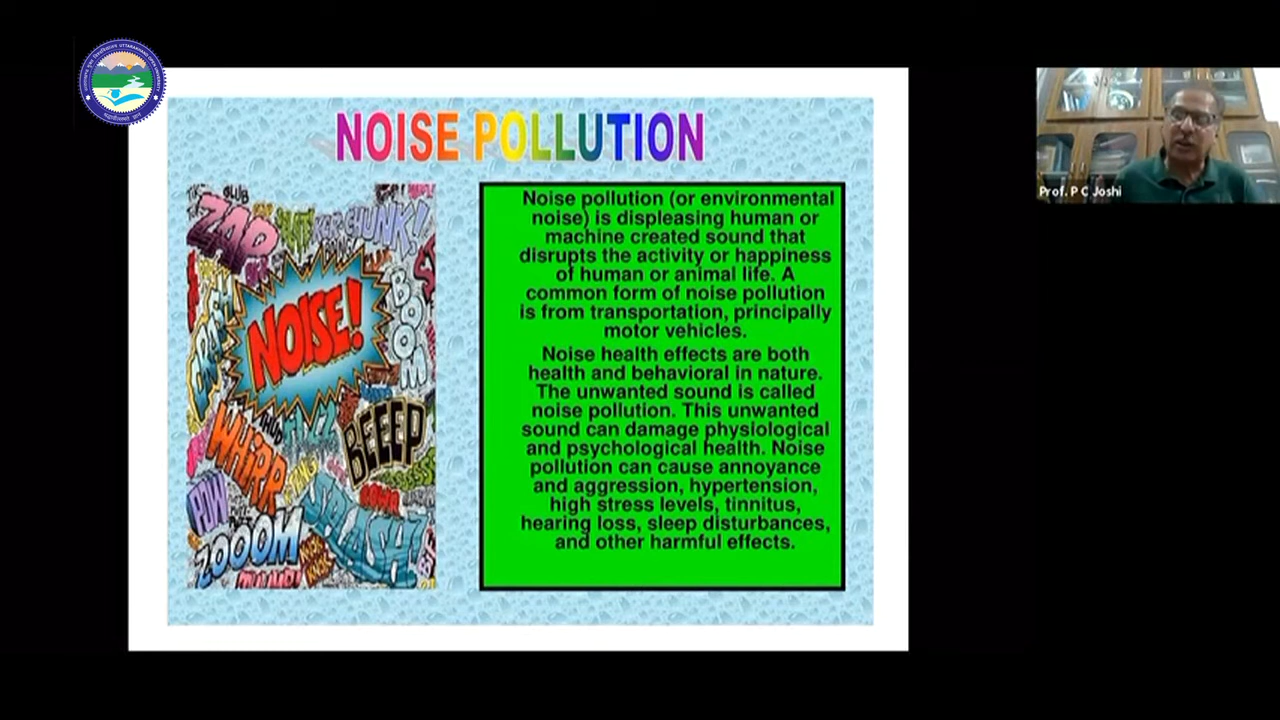 NOISE POLLUTION
Noise pollution (or environmental
noise) is displeasing human or
machine created sound that
disrupts the activity or happiness
of human or animal life. A
common form of noise pollution
is from transportation, principally
motor vehicles.
Noise health effects are both
health and behavioral in nature.
The unwanted sound is called
noise pollution. This unwanted
sound can damage physiological
and psychological health. Noise
pollution can cause annoyance
and aggression, hypertension,
high stress levels, tinnitus,
hearing loss, sleep disturbances,
and other harmful effects.
ZAP
CHUNK!
NOISE!
BOOM
CRASH
WHIRR
BEEEP
POW
ZOOOM
SPLASH!
Prof. P C Joshi